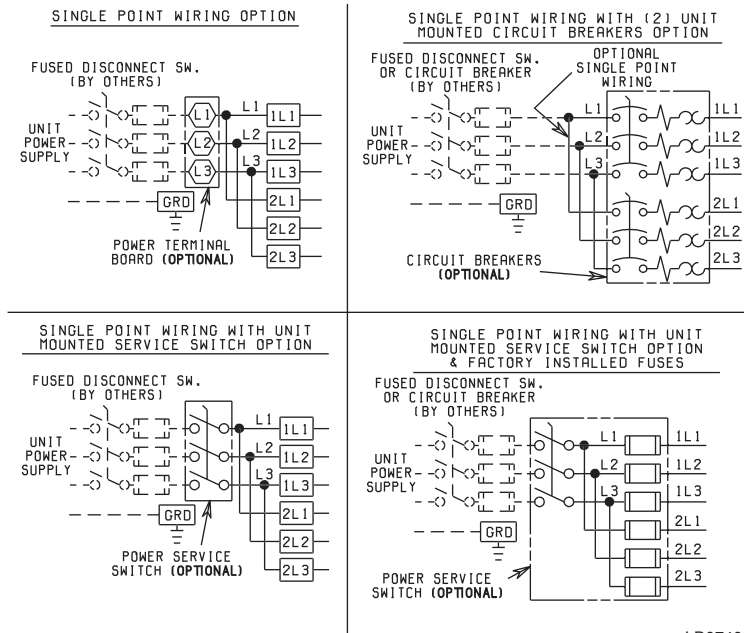 SINGLE POINT WIRING OPTION
FUSED DISCONNECT SW.
(BY OTHERS)
UNIT
POWER
SUPPLY
L1
L2
L3
L1
L2
L3
1L1
1L2
1L3
2L1
2L2
2L3
GRD
POWER TERMINAL
BOARD (OPTIONAL)
SINGLE POINT WIRING WITH (2) UNIT
MOUNTED CIRCUIT BREAKERS OPTION
FUSED DISCONNECT SW.
OR CIRCUIT BREAKER
(BY OTHERS)
OPTIONAL
SINGLE POINT
WIRING
UNIT
POWER
SUPPLY
L1
L2
L3
1L1
1L2
1L3
2L1
2L2
2L3
GRD
CIRCUIT BREAKERS
(OPTIONAL)
SINGLE POINT WIRING WITH UNIT
MOUNTED SERVICE SWITCH OPTION
FUSED DISCONNECT SW.
(BY OTHERS)
UNIT
POWER
SUPPLY
L1
L2
L3
1L1
1L2
1L3
2L1
2L2
2L3
GRD
POWER SERVICE
SWITCH (OPTIONAL)
SINGLE POINT WIRING WITH UNIT
MOUNTED SERVICE SWITCH OPTION
& FACTORY INSTALLED FUSES
FUSED DISCONNECT SW.
OR CIRCUIT BREAKER
(BY OTHERS)
UNIT
POWER
SUPPLY
L1
L2
L3
1L1
1L2
1L3
2L1
2L2
2L3
GRD
POWER SERVICE
SWITCH (OPTIONAL)